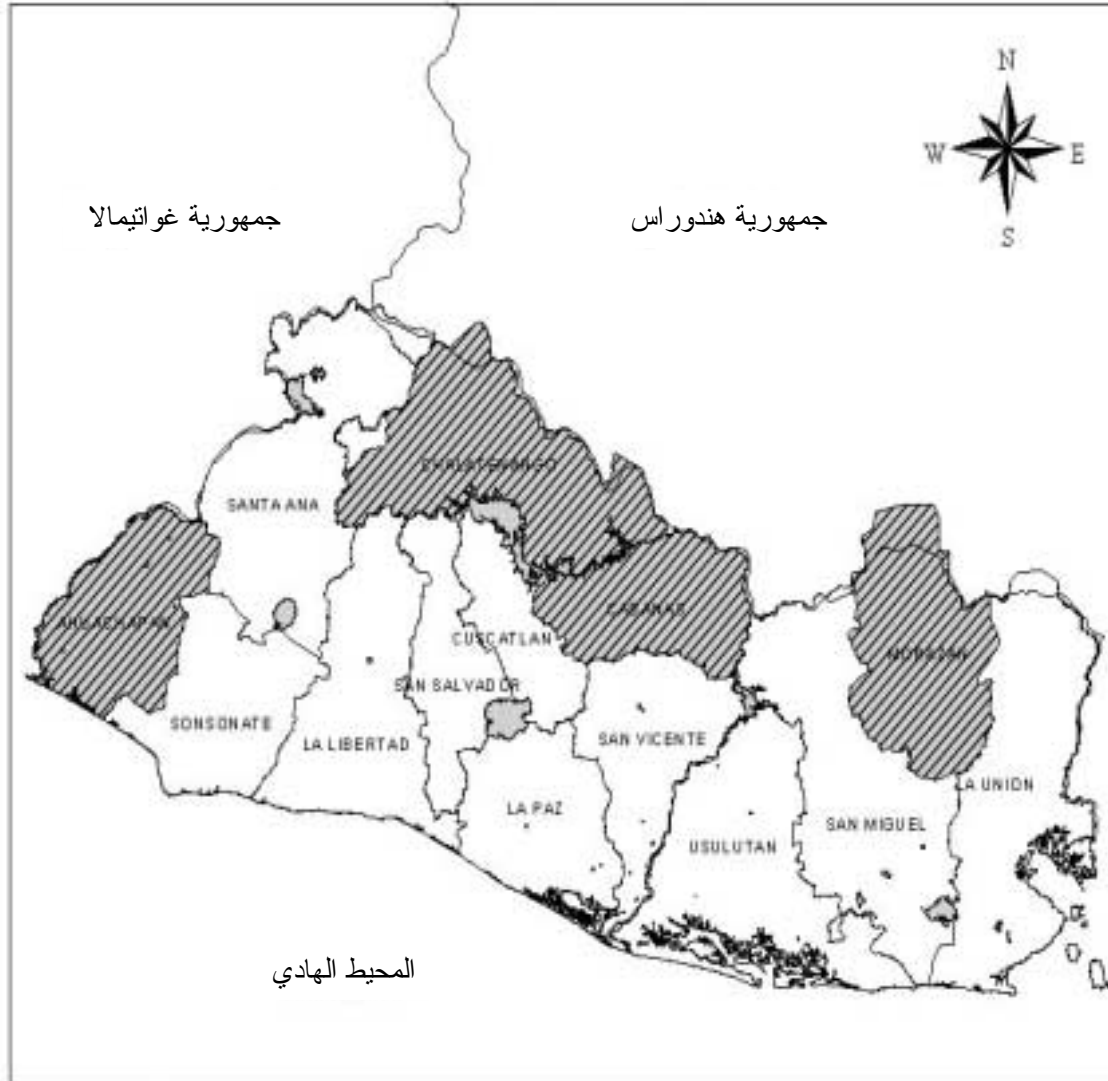 N
W E
S
جمهورية غواتيمالا
جمهورية هندوراس
CHALATENANGO
SANTA ANA
AHUACHAPAN
CABANAS
CUSCATLAN
MORAZAN
SAN SALVADOR
SONSONATE
LA LIBERTAD
SAN VICENTE
LA UNION
LA PAZ
SAN MIGUEL
USULUTAN
المحيط الهادي